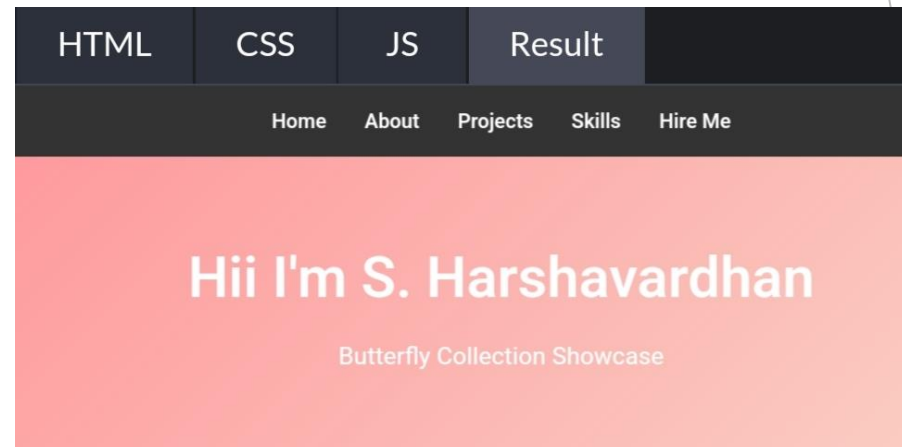 HTML CSS JS Result
Home About Projects Skills Hire Me
Hii I'm S. Harshavardhan
Butterfly Collection Showcase